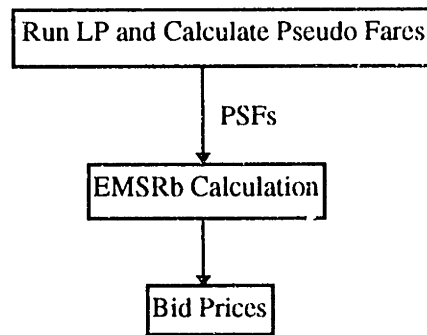 Run LP and Calculate Pseudo Fares
PSFs
EMSRb Calculation
Bid Prices